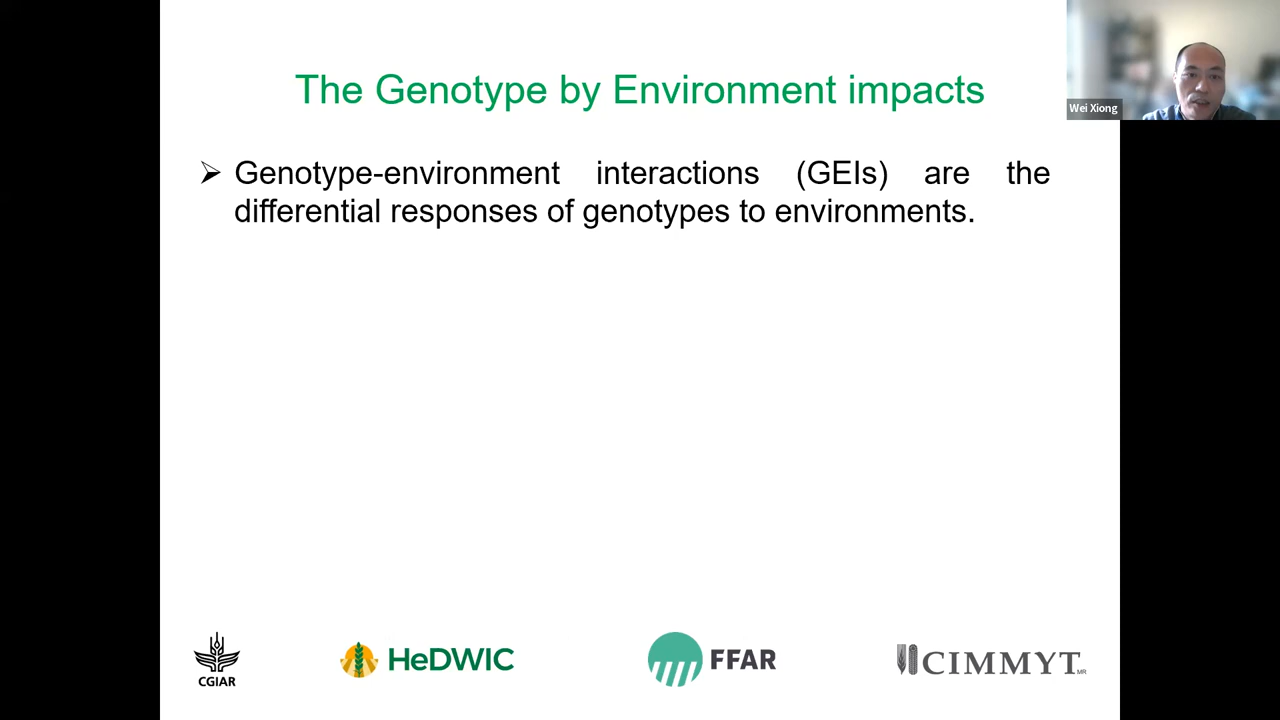 The Genotype by Environment impacts
Wei Xiong
➢ Genotype-environment interactions (GEIs) are the
differential responses of genotypes to environments.
CGIAR
HeDWIC
FFAR
CIMMYT MR